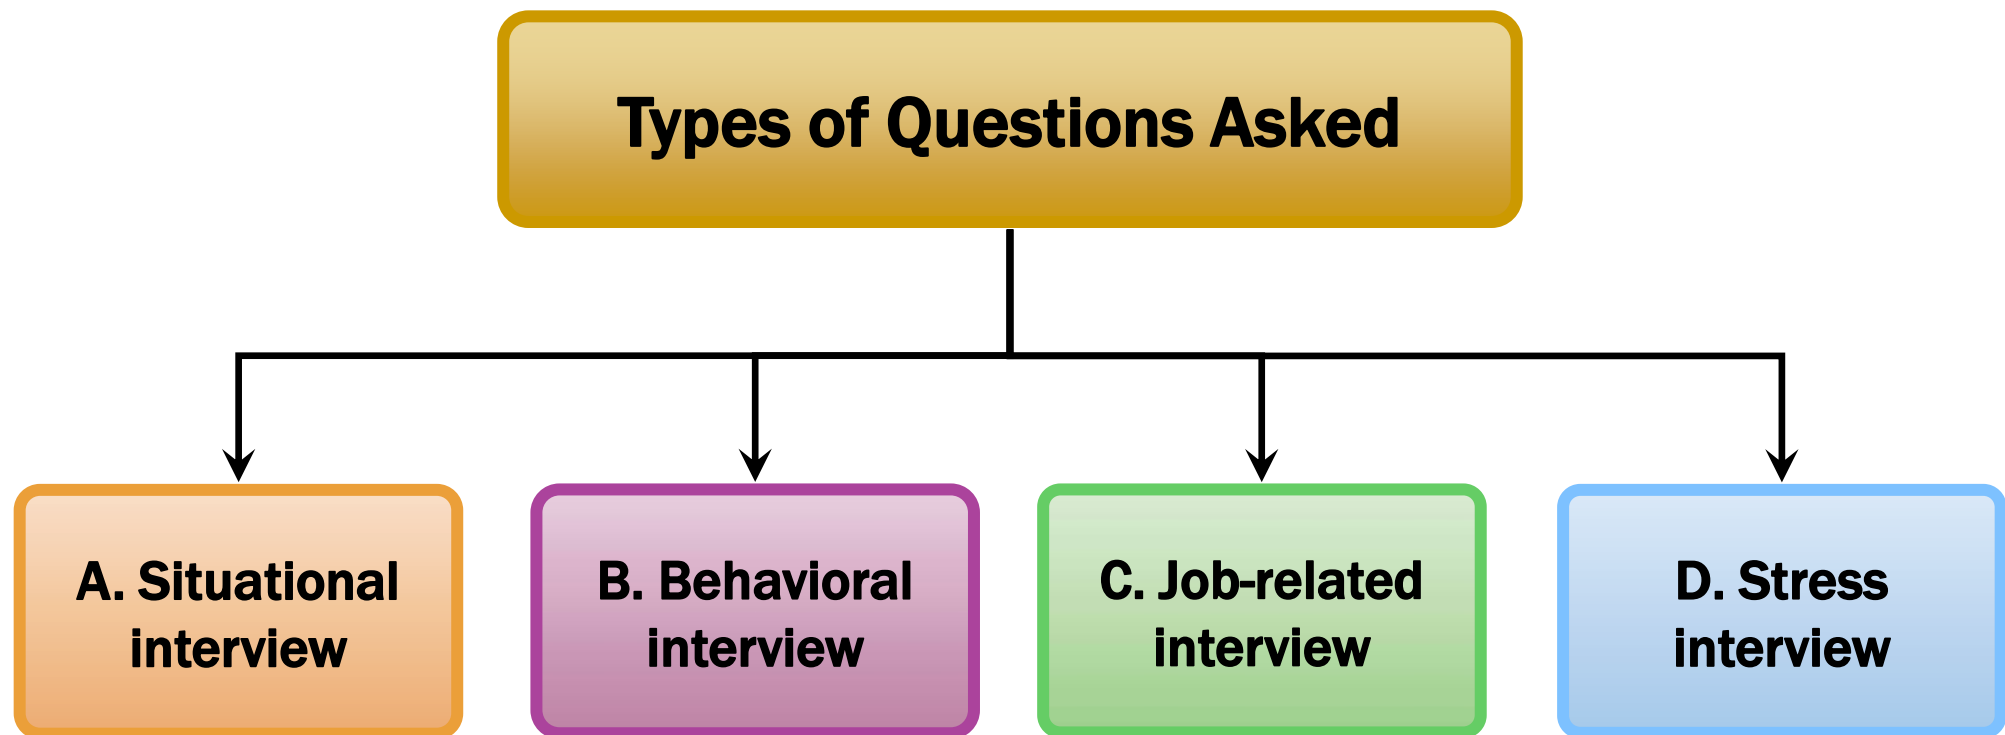 Types of Questions Asked
A. Situational
interview
B. Behavioral
interview
C. Job-related
interview
D. Stress
interview